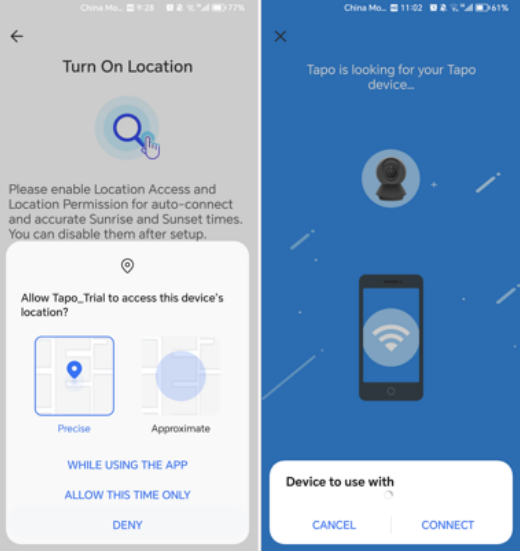 China Mo... 9:28 77%
Turn On Location
Please enable Location Access and
Location Permission for auto-connect
and accurate Sunrise and Sunset times.
You can disable them after setup.
Allow Tapo_Trial to access this device's
location?
Precise
Approximate
WHILE USING THE APP
ALLOW THIS TIME ONLY
DENY
China Mo... 11:02 61%
Tapo is looking for your Tapo
device...
Device to use with
CANCEL
CONNECT